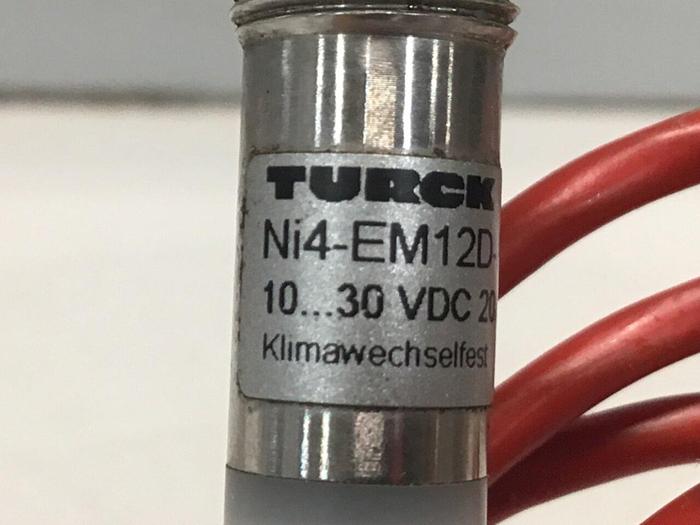 TURCK
Ni4-EM12D-
10...30 VDC 20
Klimawechselfest